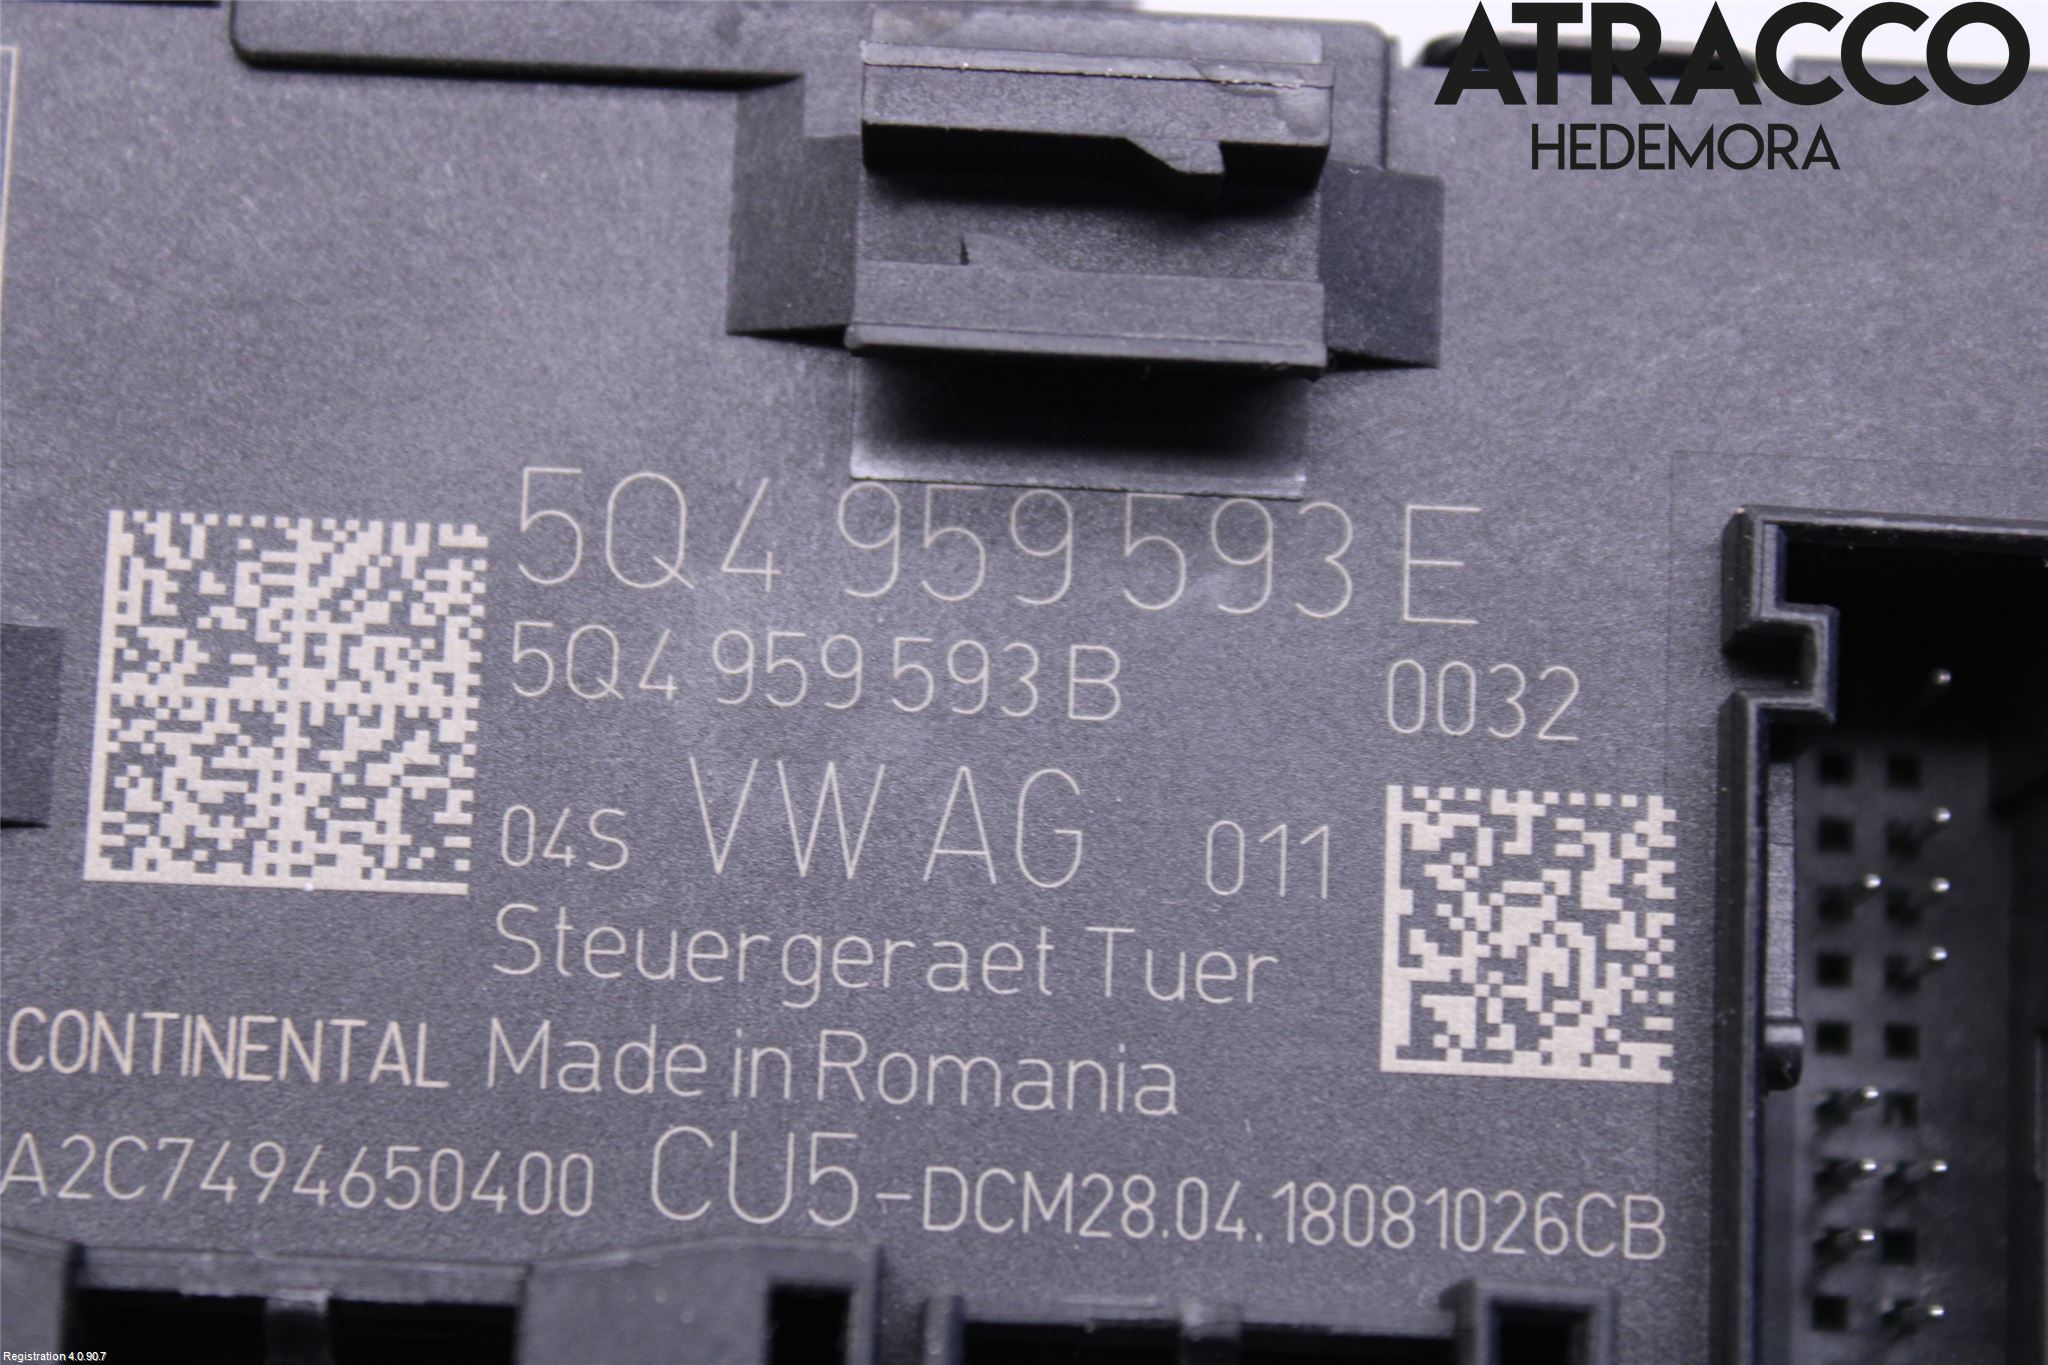 ATRACCO
HEDEMORA
5Q4 959 593 E
5Q4 959 593 B 0032
04S VW AG 011
Steuergeraet Tuer
CONTINENTAL Made in Romania
A2C7494650400 CU5-DCM28.04.18081026CB
Registration 4.0.90.7